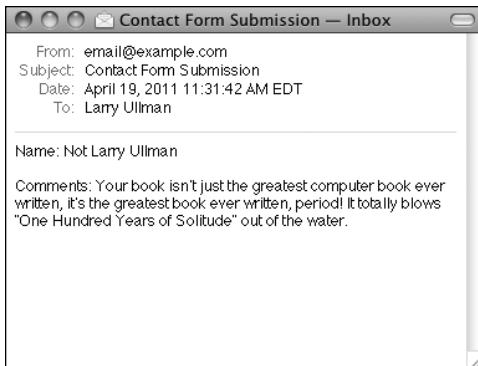 Contact Form Submission — Inbox
From: email@example.com
Subject: Contact Form Submission
Date: April 19, 2011 11:31:42 AM EDT
To: Larry Ullman
Name: Not Larry Ullman
Comments: Your book isn't just the greatest computer book ever
written, it's the greatest book ever written, period! It totally blows
"One Hundred Years of Solitude" out of the water.